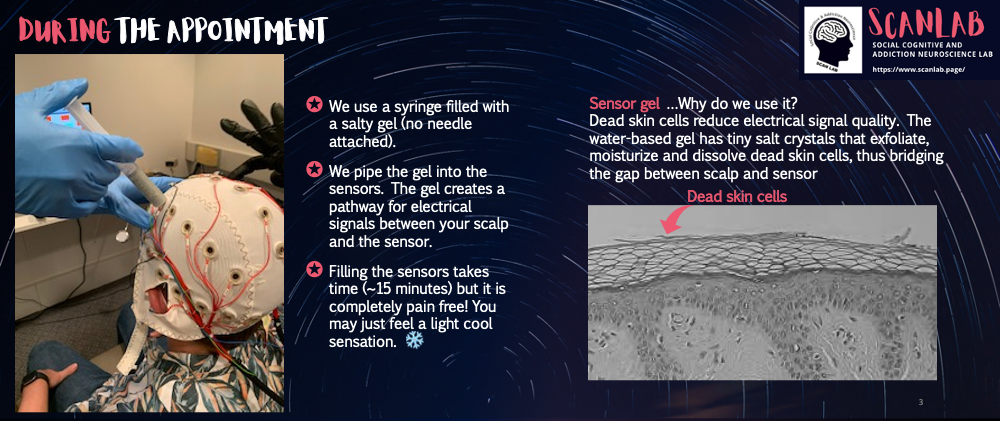 DURING THE APPOINTMENT
We use a syringe filled with
a salty gel (no needle
attached).
We pipe the gel into the
sensors. The gel creates a
pathway for electrical
signals between your scalp
and the sensor.
Filling the sensors takes
time (~15 minutes) but it is
completely pain free! You
may just feel a light cool
sensation.
SCANLAB
SOCIAL COGNITIVE AND
ADDICTION NEUROSCIENCE LAB
https://www.scanlab.page/
SCAN LAB
Sensor gel ...Why do we use it?
Dead skin cells reduce electrical signal quality. The
water-based gel has tiny salt crystals that exfoliate,
moisturize and dissolve dead skin cells, thus bridging
the gap between scalp and sensor
Dead skin cells
3